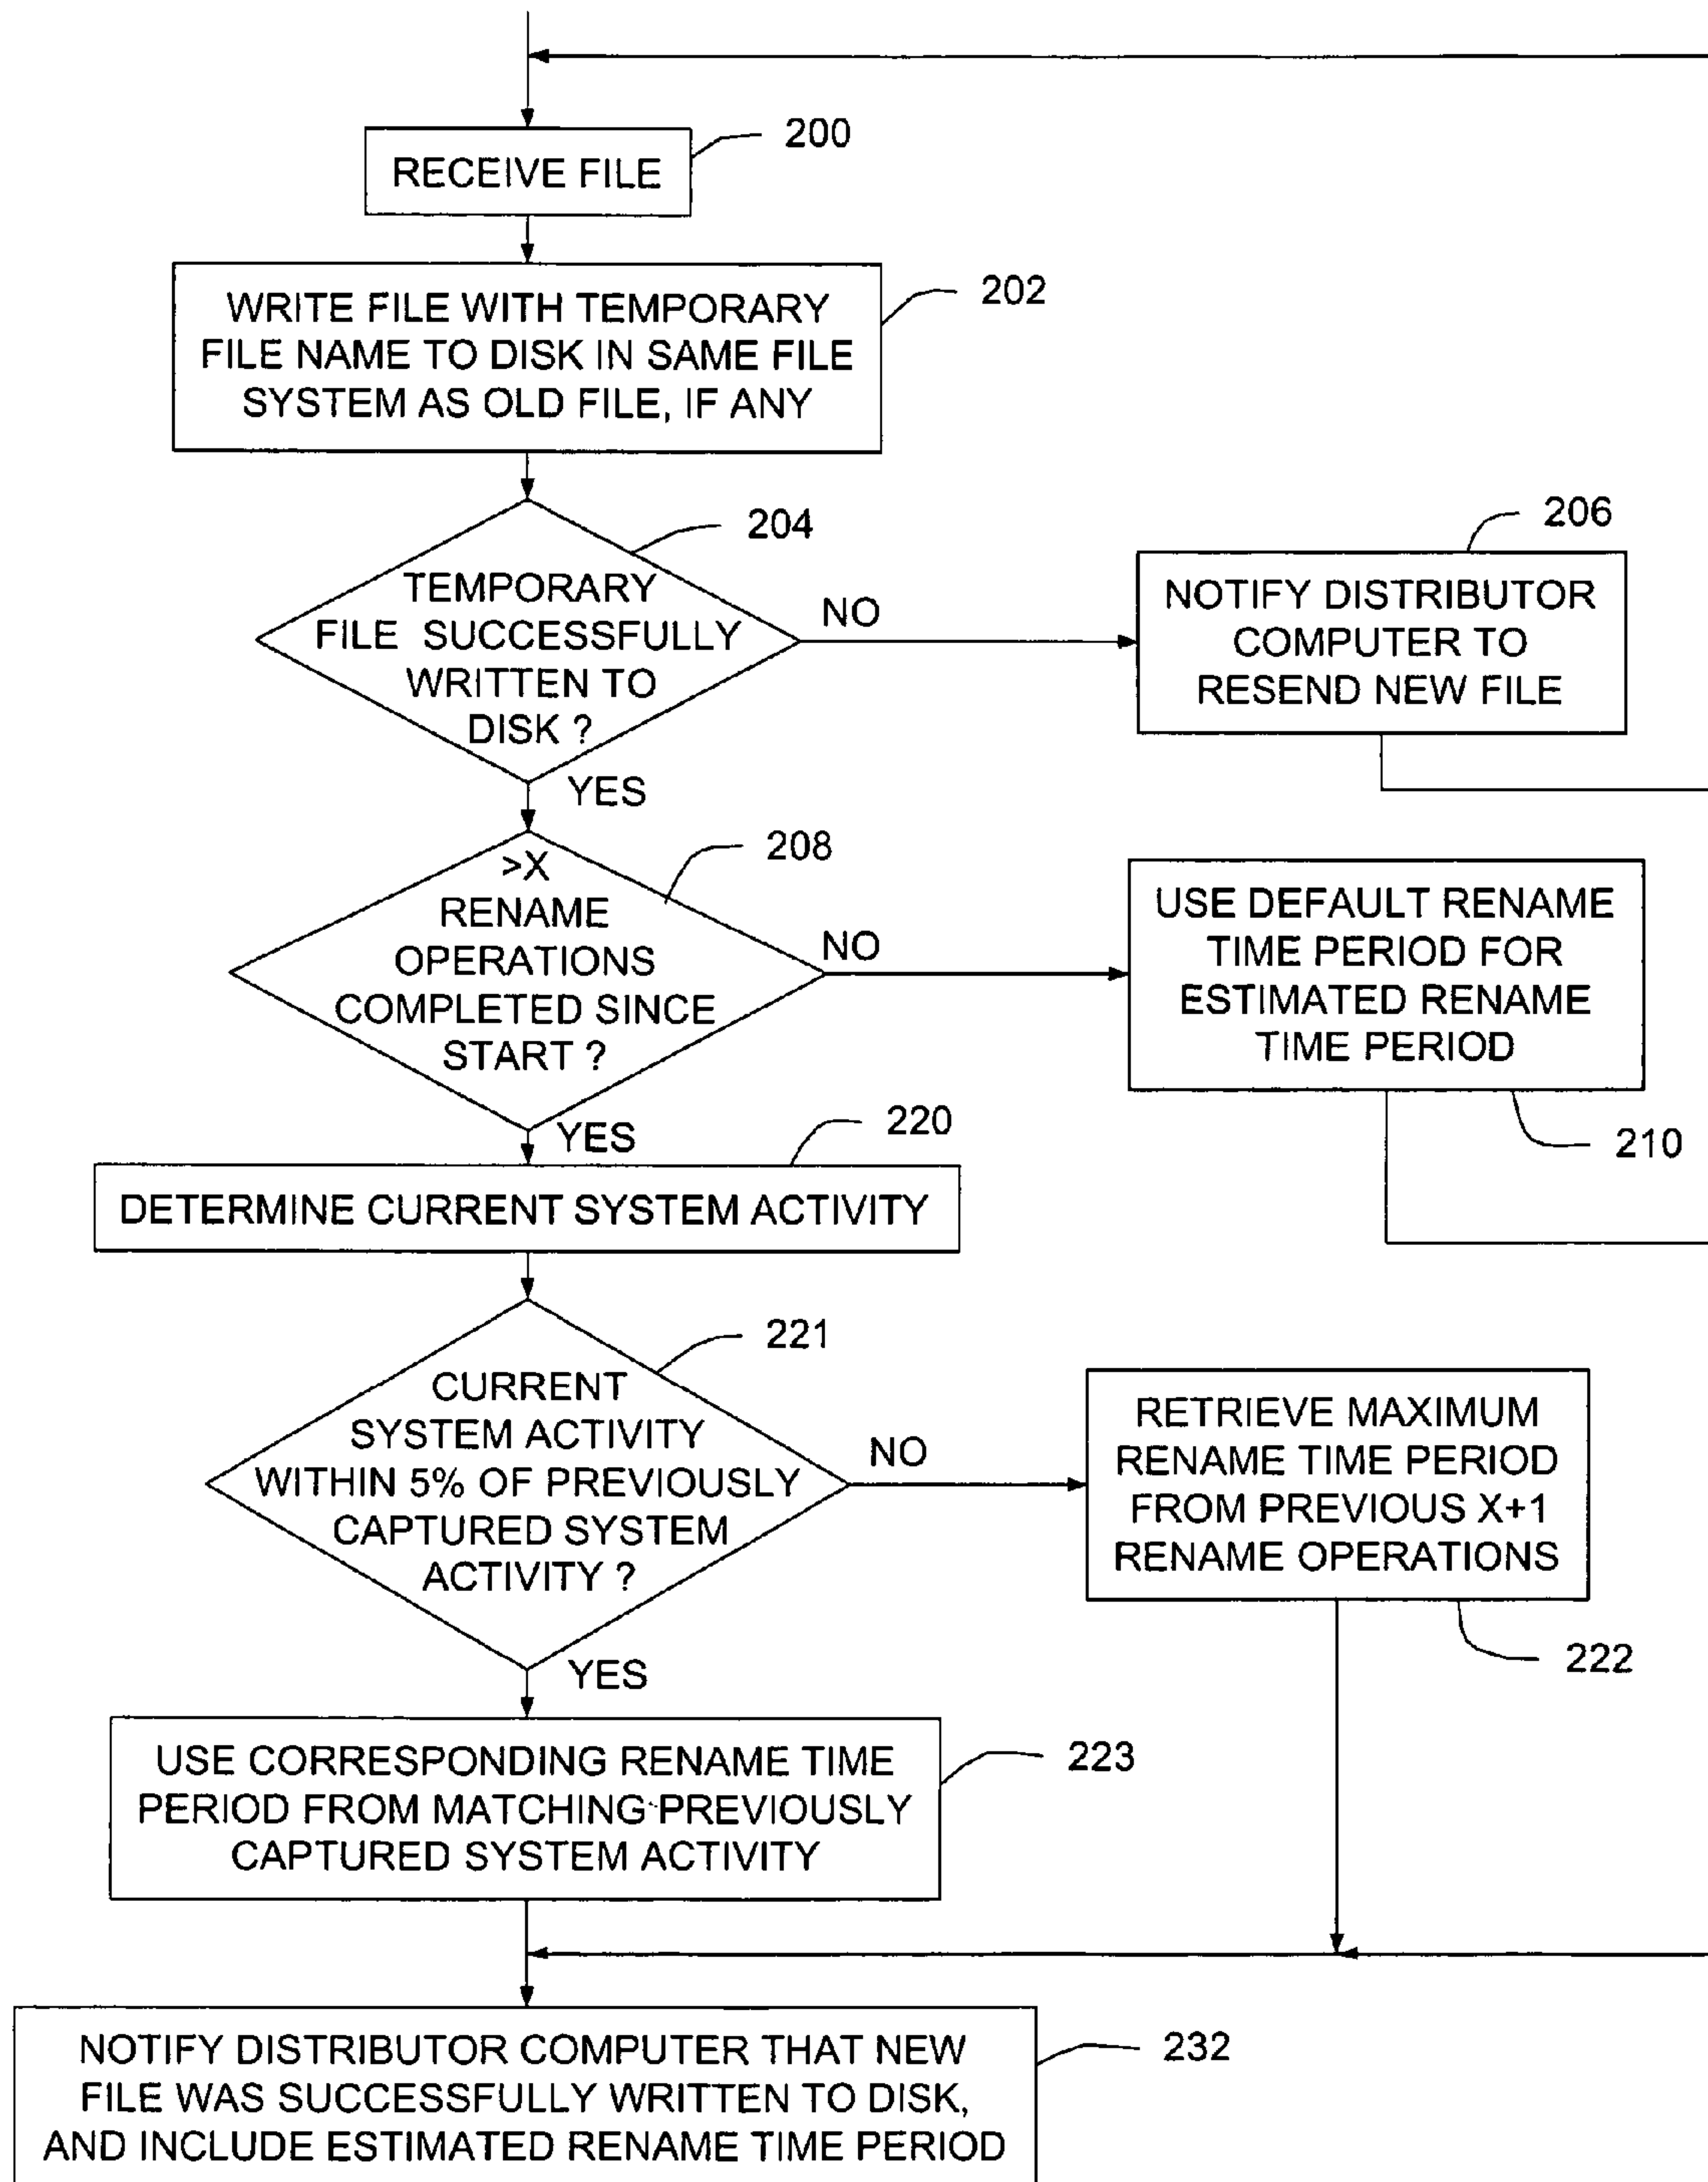 200
RECEIVE FILE
202
WRITE FILE WITH TEMPORARY
FILE NAME TO DISK IN SAME FILE
SYSTEM AS OLD FILE, IF ANY
204
TEMPORARY
FILE SUCCESSFULLY
WRITTEN TO
DISK ?
NO
206
NOTIFY DISTRIBUTOR
COMPUTER TO
RESEND NEW FILE
YES
208
>X
RENAME
OPERATIONS
COMPLETED SINCE
START ?
NO
USE DEFAULT RENAME
TIME PERIOD FOR
ESTIMATED RENAME
TIME PERIOD
210
YES
220
DETERMINE CURRENT SYSTEM ACTIVITY
221
CURRENT
SYSTEM ACTIVITY
WITHIN 5% OF PREVIOUSLY
CAPTURED SYSTEM
ACTIVITY ?
NO
RETRIEVE MAXIMUM
RENAME TIME PERIOD
FROM PREVIOUS X+1
RENAME OPERATIONS
222
YES
223
USE CORRESPONDING RENAME TIME
PERIOD FROM MATCHING PREVIOUSLY
CAPTURED SYSTEM ACTIVITY
232
NOTIFY DISTRIBUTOR COMPUTER THAT NEW
FILE WAS SUCCESSFULLY WRITTEN TO DISK,
AND INCLUDE ESTIMATED RENAME TIME PERIOD